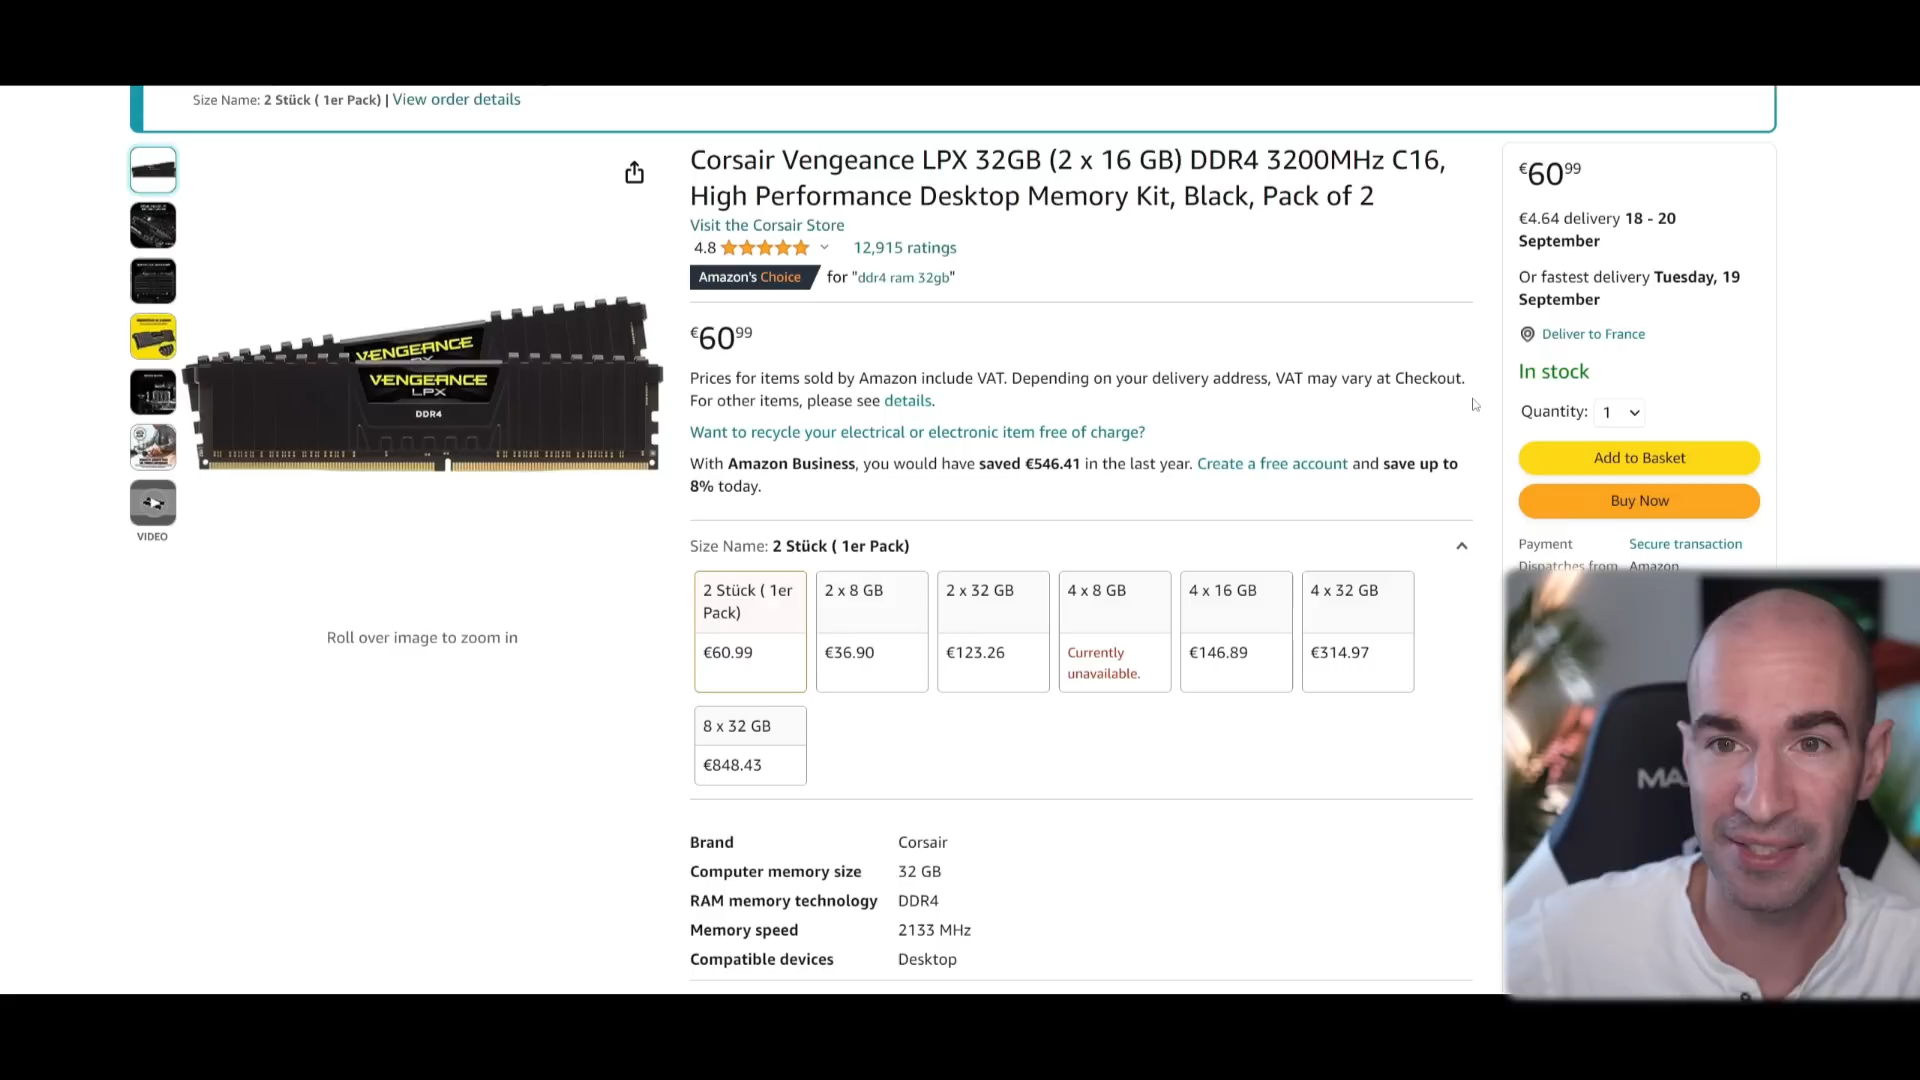 Size Name: 2 Stück ( 1er Pack) | View order details
Corsair Vengeance LPX 32GB (2 x 16 GB) DDR4 3200MHz C16,
High Performance Desktop Memory Kit, Black, Pack of 2
Visit the Corsair Store
4.8
12,915 ratings
Amazon's Choice for "ddr4 ram 32gb"
€60⁹⁹
Prices for items sold by Amazon include VAT. Depending on your delivery address, VAT may vary at Checkout.
For other items, please see details.
Want to recycle your electrical or electronic item free of charge?
With Amazon Business, you would have saved €546.41 in the last year. Create a free account and save up to
8% today.
Size Name: 2 Stück ( 1er Pack)
2 Stück ( 1er
Pack)
€60.99
2 x 8 GB
€36.90
2 x 32 GB
€123.26
4 x 8 GB
Currently
unavailable.
4 x 16 GB
€146.89
4 x 32 GB
€314.97
8 x 32 GB
€848.43
Brand Corsair
Computer memory size 32 GB
RAM memory technology DDR4
Memory speed 2133 MHz
Compatible devices Desktop
VENGEANCE
VENGEANCE
LPX
DDR4
VIDEO
Roll over image to zoom in
€60⁹⁹
€4.64 delivery 18 - 20
September
Or fastest delivery Tuesday, 19
September
Deliver to France
In stock
Quantity: 1
Add to Basket
Buy Now
Payment Secure transaction
Dispatches from Amazon